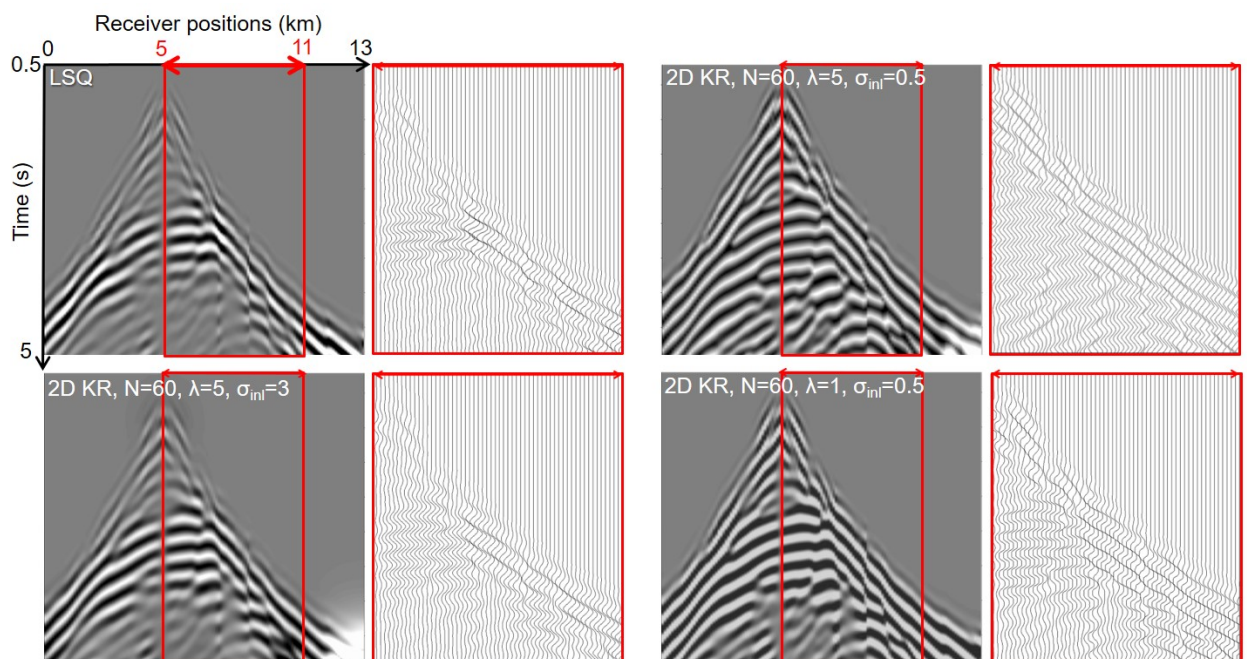 Receiver positions (km)
0 5 11 13
0.5
LSQ
2D KR, N=60, λ=5, σinl=0.5
Time (s)
5
2D KR, N=60, λ=5, σinl=3
2D KR, N=60, λ=1, σinl=0.5